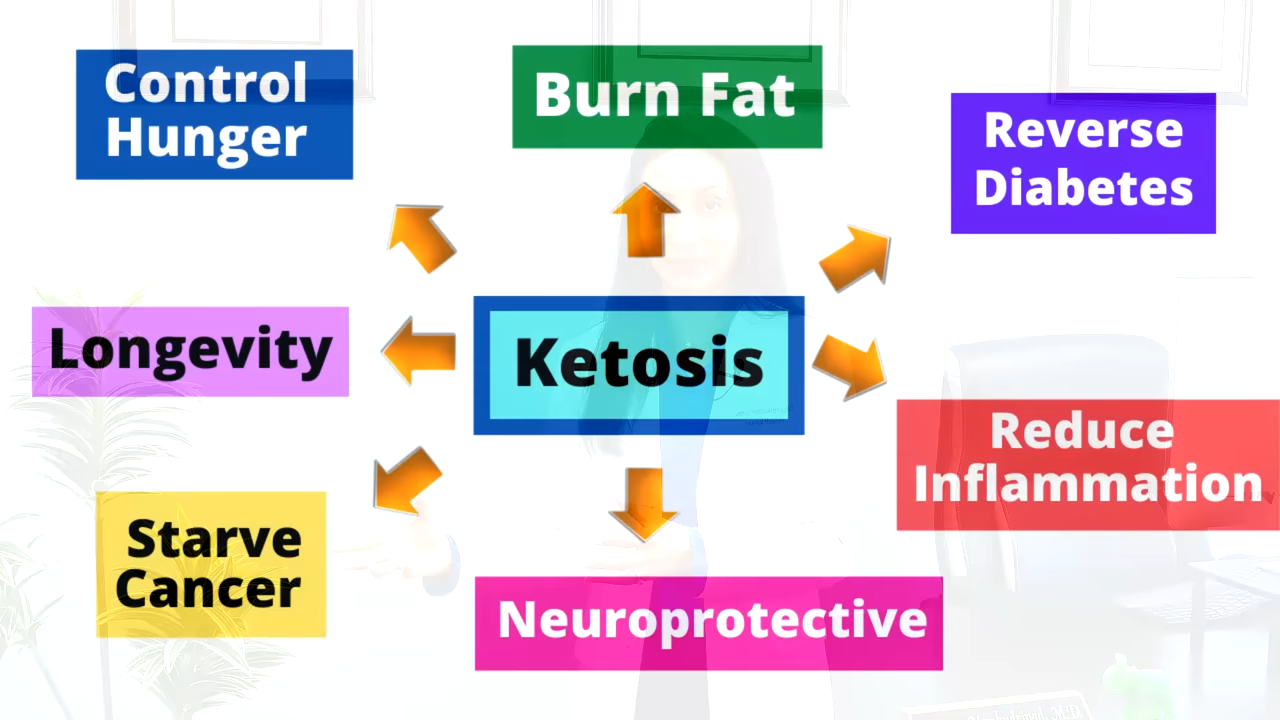 Control
Hunger
Burn Fat
Reverse
Diabetes
Longevity
Ketosis
Reduce
Inflammation
Starve
Cancer
Neuroprotective